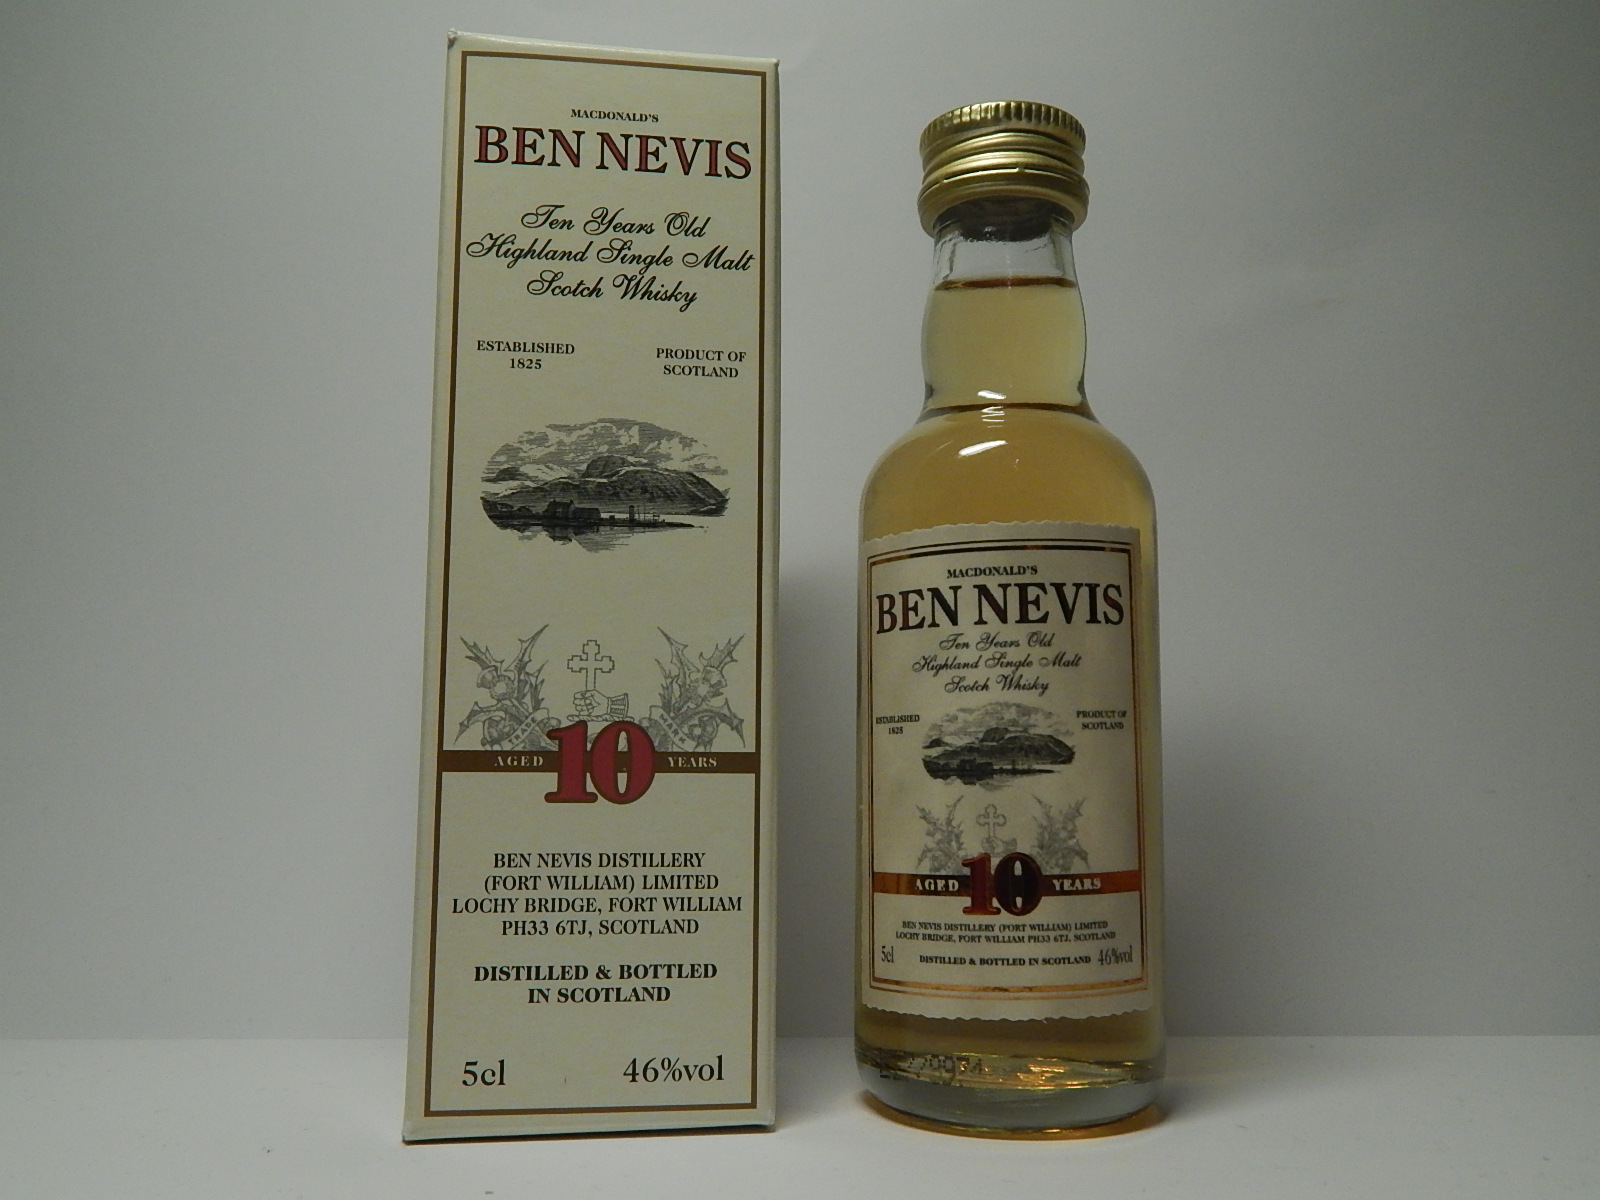 MACDONALD'S
BEN NEVIS
Ten Years Old
Highland Single Malt
Scotch Whisky
ESTABLISHED
1825
PRODUCT OF
SCOTLAND
TRADE MARK
AGED 10 YEARS
BEN NEVIS DISTILLERY
(FORT WILLIAM) LIMITED
LOCHY BRIDGE, FORT WILLIAM
PH33 6TJ, SCOTLAND
DISTILLED & BOTTLED
IN SCOTLAND
5cl 46%vol
MACDONALD'S
BEN NEVIS
Ten Years Old
Highland Single Malt
Scotch Whisky
ESTABLISHED
1825
PRODUCT OF
SCOTLAND
AGED 10 YEARS
BEN NEVIS DISTILLERY (FORT WILLIAM) LIMITED
LOCHY BRIDGE, FORT WILLIAM PH33 6TJ, SCOTLAND
5cl DISTILLED & BOTTLED IN SCOTLAND 46%vol